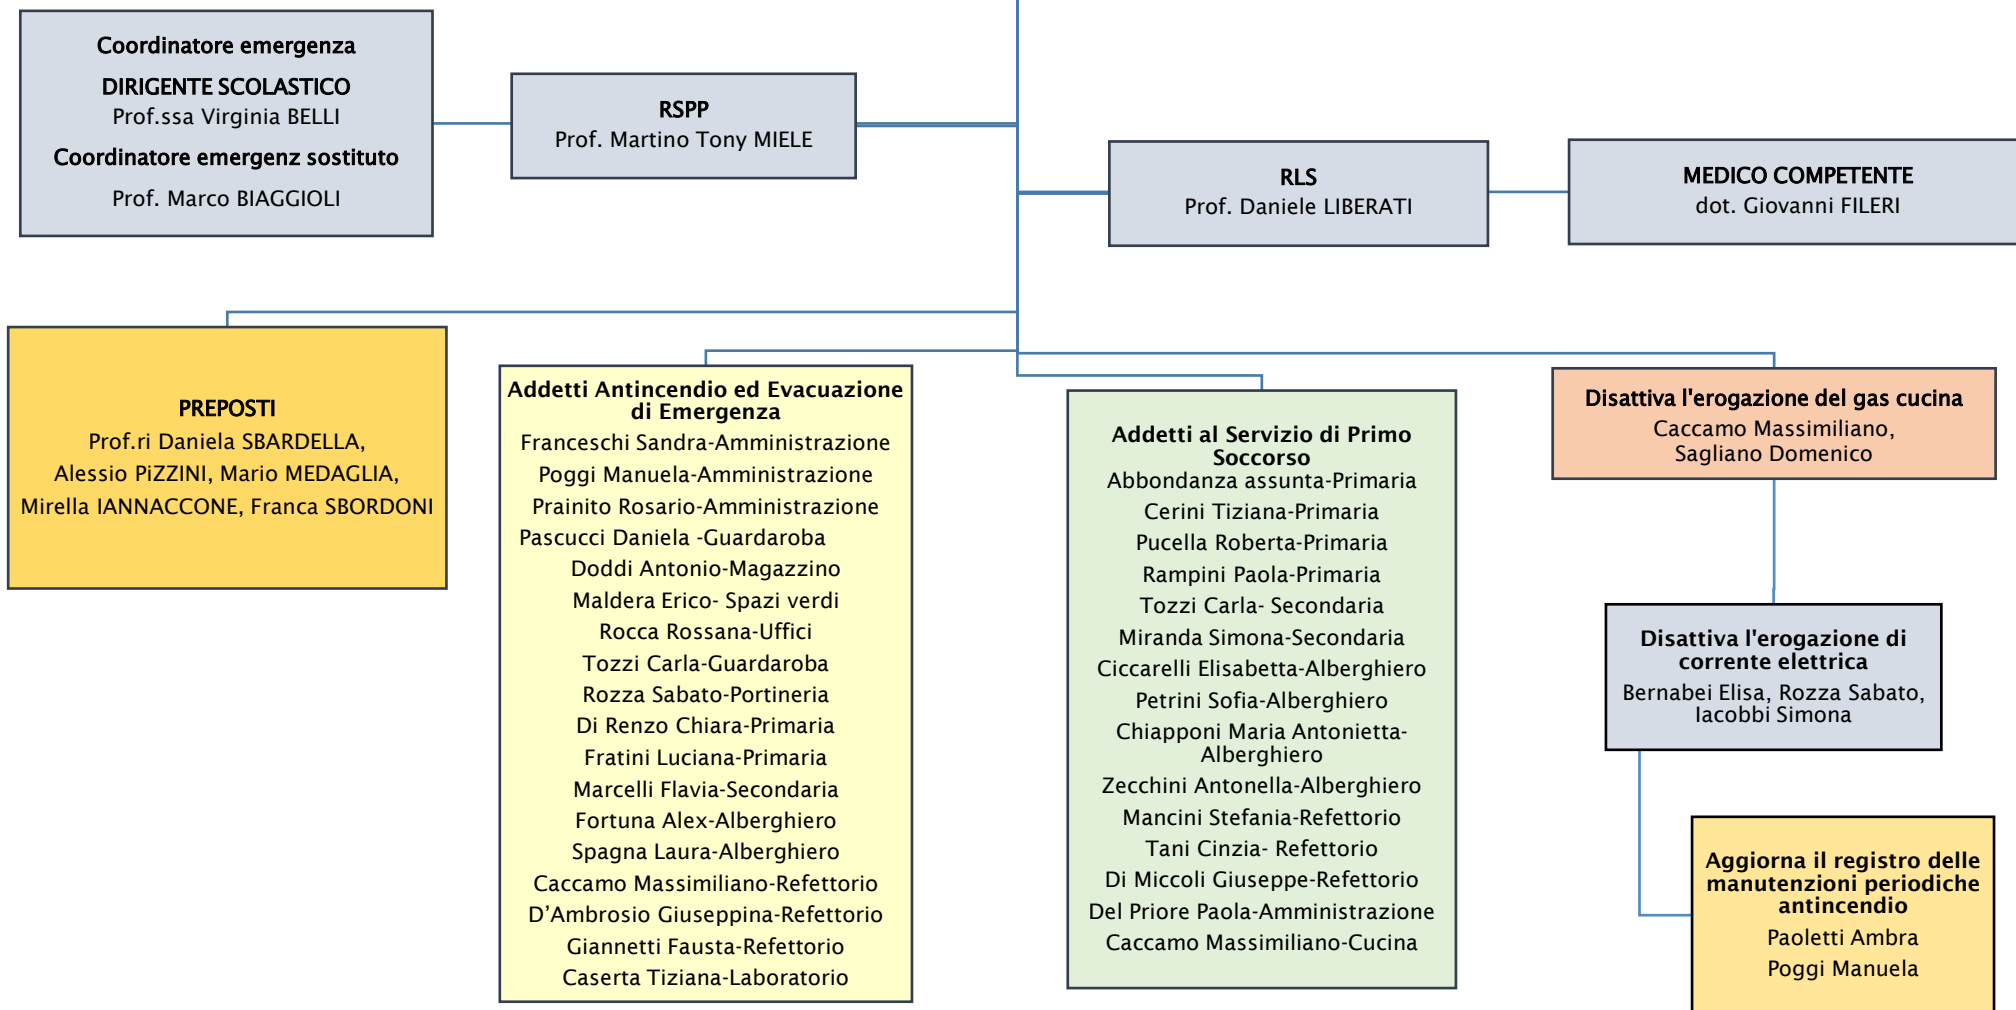 Coordinatore emergenza
DIRIGENTE SCOLASTICO
Prof.ssa Virginia BELLI
Coordinatore emergenz sostituto
Prof. Marco BIAGGIOLI
RSPP
Prof. Martino Tony MIELE
RLS
Prof. Daniele LIBERATI
MEDICO COMPETENTE
dot. Giovanni FILERI
PREPOSTI
Prof.ri Daniela SBARDELLA,
Alessio PiZZINI, Mario MEDAGLIA,
Mirella IANNACCONE, Franca SBORDONI
Addetti Antincendio ed Evacuazione
di Emergenza
Franceschi Sandra-Amministrazione
Poggi Manuela-Amministrazione
Prainito Rosario-Amministrazione
Pascucci Daniela -Guardaroba
Doddi Antonio-Magazzino
Maldera Erico- Spazi verdi
Rocca Rossana-Uffici
Tozzi Carla-Guardaroba
Rozza Sabato-Portineria
Di Renzo Chiara-Primaria
Fratini Luciana-Primaria
Marcelli Flavia-Secondaria
Fortuna Alex-Alberghiero
Spagna Laura-Alberghiero
Caccamo Massimiliano-Refettorio
D’Ambrosio Giuseppina-Refettorio
Giannetti Fausta-Refettorio
Caserta Tiziana-Laboratorio
Addetti al Servizio di Primo
Soccorso
Abbondanza assunta-Primaria
Cerini Tiziana-Primaria
Pucella Roberta-Primaria
Rampini Paola-Primaria
Tozzi Carla- Secondaria
Miranda Simona-Secondaria
Ciccarelli Elisabetta-Alberghiero
Petrini Sofia-Alberghiero
Chiapponi Maria Antonietta-
Alberghiero
Zecchini Antonella-Alberghiero
Mancini Stefania-Refettorio
Tani Cinzia- Refettorio
Di Miccoli Giuseppe-Refettorio
Del Priore Paola-Amministrazione
Caccamo Massimiliano-Cucina
Disattiva l'erogazione del gas cucina
Caccamo Massimiliano,
Sagliano Domenico
Disattiva l'erogazione di
corrente elettrica
Bernabei Elisa, Rozza Sabato,
Iacobbi Simona
Aggiorna il registro delle
manutenzioni periodiche
antincendio
Paoletti Ambra
Poggi Manuela